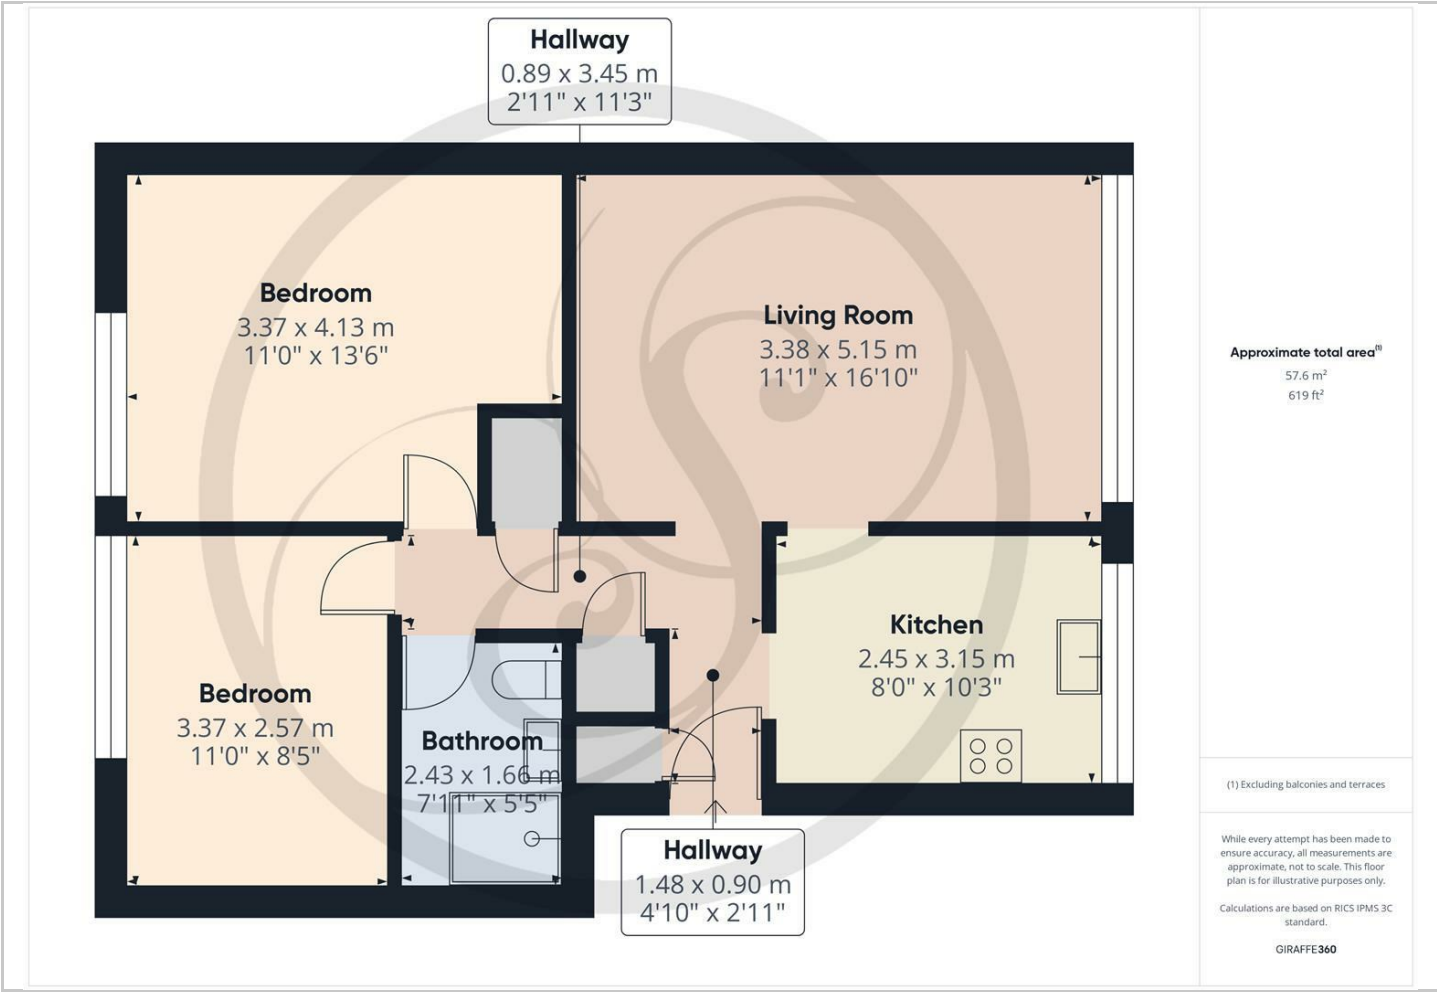 Hallway
0.89 x 3.45 m
2'11" x 11'3"
Bedroom
3.37 x 4.13 m
11'0" x 13'6"
Living Room
3.38 x 5.15 m
11'1" x 16'10"
Kitchen
2.45 x 3.15 m
8'0" x 10'3"
Bedroom
3.37 x 2.57 m
11'0" x 8'5"
Bathroom
2.43 x 1.66 m
7'11" x 5'5"
Hallway
1.48 x 0.90 m
4'10" x 2'11"
Approximate total area⁽¹⁾
57.6 m²
619 ft²
(1) Excluding balconies and terraces
While every attempt has been made to
ensure accuracy, all measurements are
approximate, not to scale. This floor
plan is for illustrative purposes only.
Calculations are based on RICS IPMS 3C
standard.
GIRAFFE360